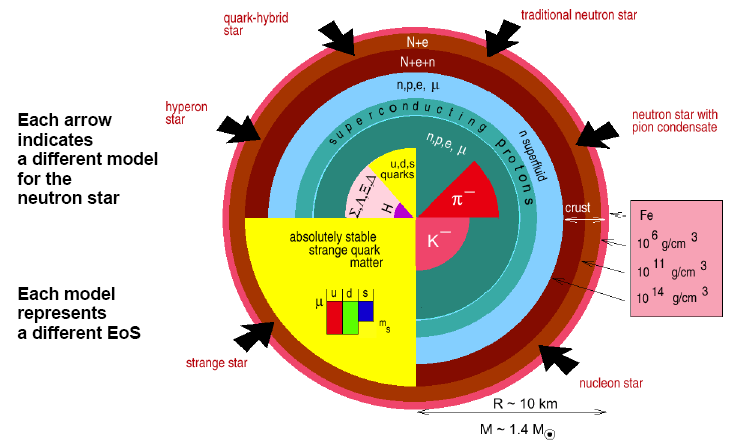 quark-hybrid
star
traditional neutron star
N+e
N+e+n
n,p,e, μ
superconducting protons
n superfluid
hyperon
star
neutron star with
pion condensate
Each arrow
indicates
a different model
for the
neutron star
n,p,e, μ
u,d,s
quarks
Σ,Λ,Ξ,Δ
H
π⁻
K⁻
crust
Fe
10⁶ g/cm³
10¹¹ g/cm³
10¹⁴ g/cm³
absolutely stable
strange quark
matter
μ u d s
mₛ
Each model
represents
a different EoS
strange star
nucleon star
R ~ 10 km
M ~ 1.4 M☉